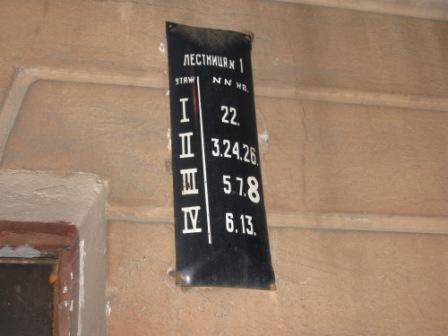 ЛЕСТНИЦА N 1
ЭТАЖ NN КВ.
I 22.
II 3.24.26.
III 5.7.8
IV 6.13.